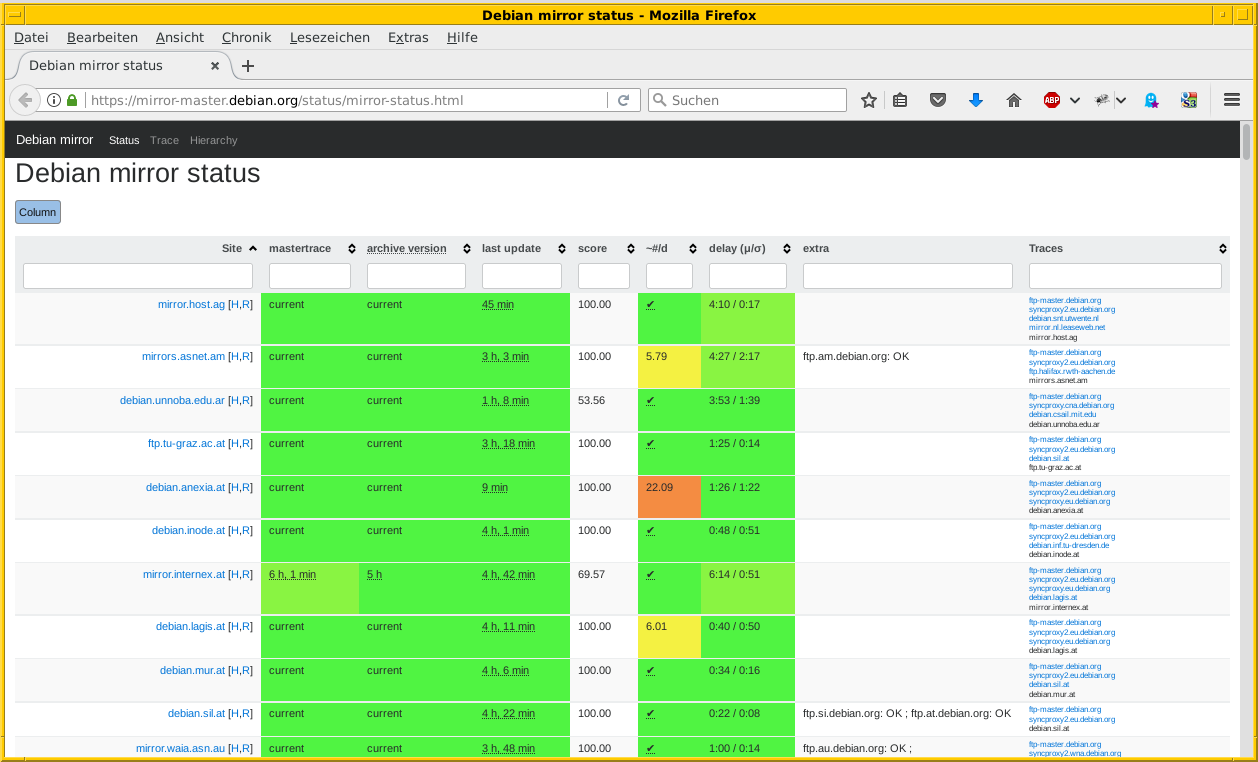 Debian mirror status - Mozilla Firefox
Datei Bearbeiten Ansicht Chronik Lesezeichen Extras Hilfe
Debian mirror status
https://mirror-master.debian.org/status/mirror-status.html Suchen ABP
Debian mirror Status Trace Hierarchy
Debian mirror status
Column
Site mastertrace archive version last update score ~#/d delay (μ/σ) extra Traces
mirror.host.ag [H,R] current current 45 min 100.00 ✔ 4:10 / 0:17
ftp-master.debian.org
syncproxy2.eu.debian.org
debian.snt.utwente.nl
mirror.nl.leaseweb.net
mirror.host.ag
mirrors.asnet.am [H,R] current current 3 h, 3 min 100.00 5.79 4:27 / 2:17 ftp.am.debian.org: OK
ftp-master.debian.org
syncproxy2.eu.debian.org
ftp.halifax.rwth-aachen.de
mirrors.asnet.am
debian.unnoba.edu.ar [H,R] current current 1 h, 8 min 53.56 ✔ 3:53 / 1:39
ftp-master.debian.org
syncproxy.cna.debian.org
debian.csail.mit.edu
debian.unnoba.edu.ar
ftp.tu-graz.ac.at [H,R] current current 3 h, 18 min 100.00 ✔ 1:25 / 0:14
ftp-master.debian.org
syncproxy2.eu.debian.org
debian.sil.at
ftp.tu-graz.ac.at
debian.anexia.at [H,R] current current 9 min 100.00 22.09 1:26 / 1:22
ftp-master.debian.org
syncproxy2.eu.debian.org
syncproxy.eu.debian.org
debian.anexia.at
debian.inode.at [H,R] current current 4 h, 1 min 100.00 ✔ 0:48 / 0:51
ftp-master.debian.org
syncproxy2.eu.debian.org
debian.inf.tu-dresden.de
debian.inode.at
mirror.internex.at [H,R] 6 h, 1 min 5 h 4 h, 42 min 69.57 ✔ 6:14 / 0:51
ftp-master.debian.org
syncproxy2.eu.debian.org
syncproxy.eu.debian.org
debian.lagis.at
mirror.internex.at
debian.lagis.at [H,R] current current 4 h, 11 min 100.00 6.01 0:40 / 0:50
ftp-master.debian.org
syncproxy2.eu.debian.org
syncproxy.eu.debian.org
debian.lagis.at
debian.mur.at [H,R] current current 4 h, 6 min 100.00 ✔ 0:34 / 0:16
ftp-master.debian.org
syncproxy2.eu.debian.org
debian.sil.at
debian.mur.at
debian.sil.at [H,R] current current 4 h, 22 min 100.00 ✔ 0:22 / 0:08 ftp.si.debian.org: OK ; ftp.at.debian.org: OK
ftp-master.debian.org
syncproxy2.eu.debian.org
debian.sil.at
mirror.waia.asn.au [H,R] current current 3 h, 48 min 100.00 ✔ 1:00 / 0:14 ftp.au.debian.org: OK ;
ftp-master.debian.org
syncproxy2.wna.debian.org